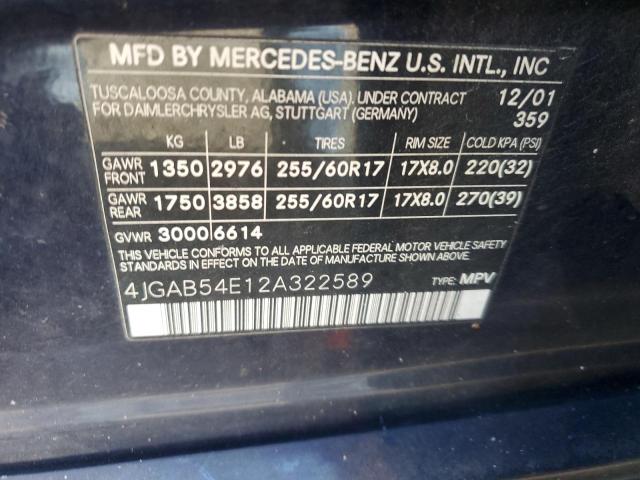 MFD BY MERCEDES-BENZ U.S. INTL., INC
TUSCALOOSA COUNTY, ALABAMA (USA). UNDER CONTRACT 12/01
FOR DAIMLERCHRYSLER AG, STUTTGART (GERMANY) 359
KG LB TIRES RIM SIZE COLD KPA (PSI)
GAWR FRONT 1350 2976 255/60R17 17X8.0 220(32)
GAWR REAR 1750 3858 255/60R17 17X8.0 270(39)
GVWR 3000 6614
THIS VEHICLE CONFORMS TO ALL APPLICABLE FEDERAL MOTOR VEHICLE SAFETY
STANDARDS IN EFFECT ON THE DATE OF MANUFACTURE SHOWN ABOVE.
4JGAB54E12A322589 TYPE: MPV